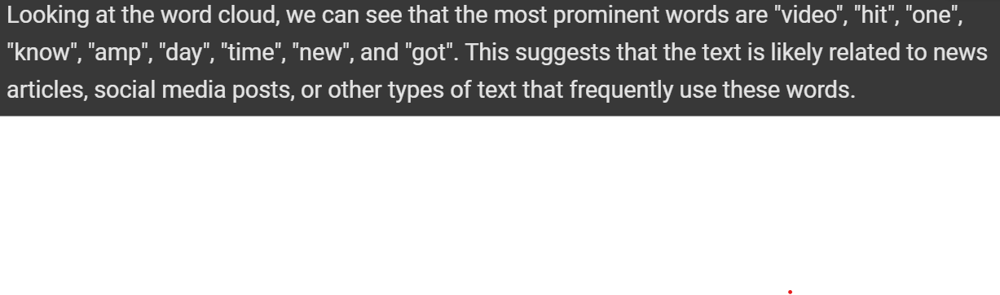 Looking at the word cloud, we can see that the most prominent words are "video", "hit", "one",
"know", "amp", "day", "time", "new", and "got". This suggests that the text is likely related to news
articles, social media posts, or other types of text that frequently use these words.